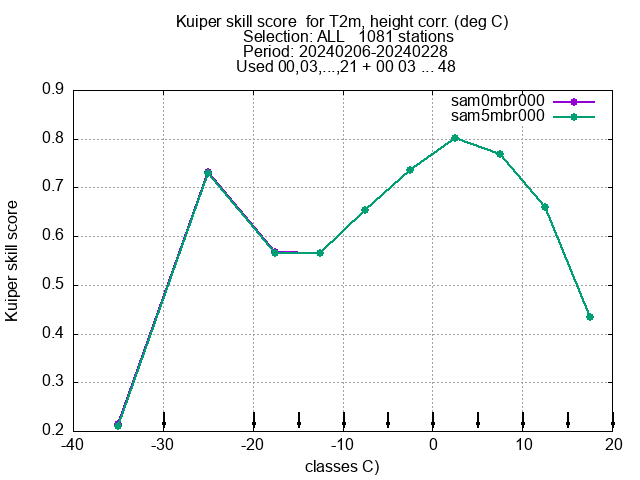 Kuiper skill score  for T2m, height corr. (deg C)
Selection: ALL   1081 stations
Period: 20240206-20240228
Used 00,03,...,21 + 00 03 ... 48
sam0mbr000
sam5mbr000
0.9
0.8
0.7
0.6
0.5
0.4
0.3
0.2
Kuiper skill score
-40 -30 -20 -10 0 10 20
classes C)